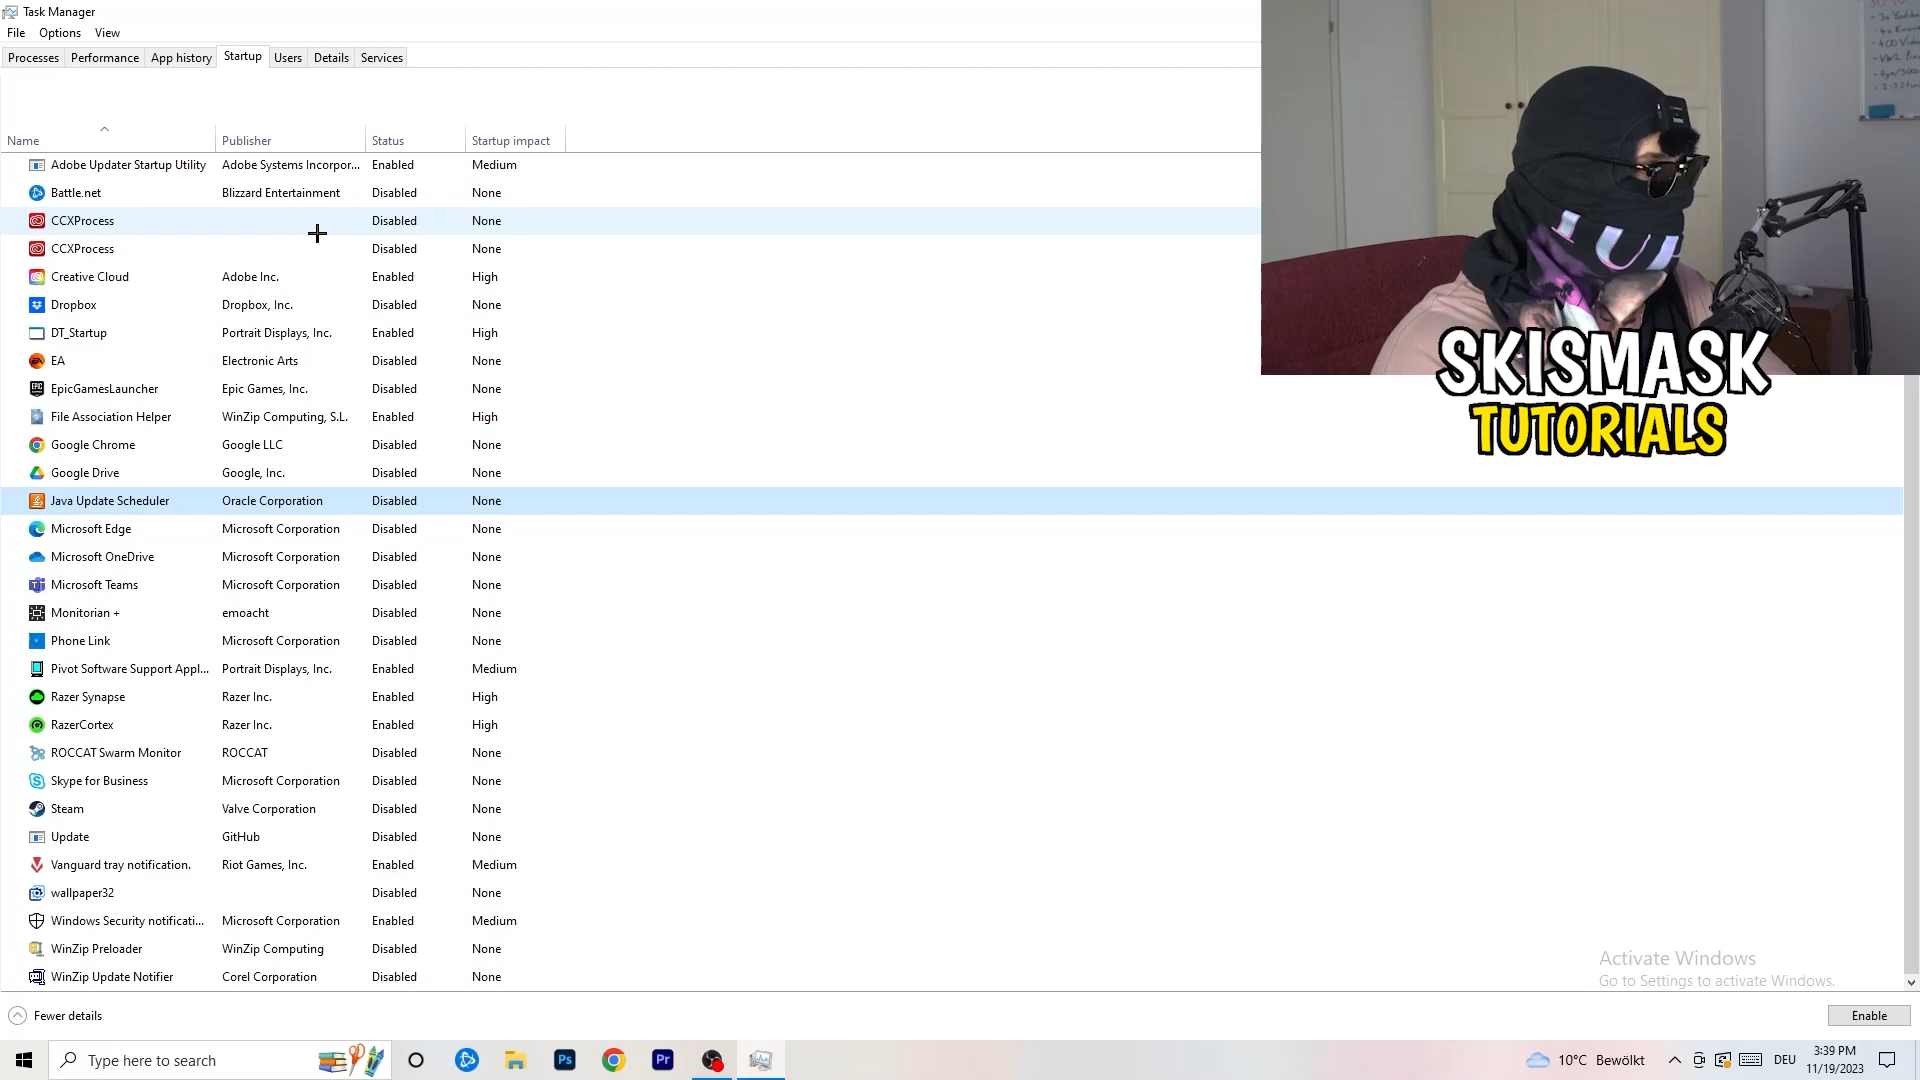 Task Manager
File Options View
Processes Performance App history Startup Users Details Services
Name Publisher Status Startup impact
Adobe Updater Startup Utility Adobe Systems Incorpor... Enabled Medium
Battle.net Blizzard Entertainment Disabled None
CCXProcess Disabled None
CCXProcess Disabled None
Creative Cloud Adobe Inc. Enabled High
Dropbox Dropbox, Inc. Disabled None
DT_Startup Portrait Displays, Inc. Enabled High
EA Electronic Arts Disabled None
EpicGamesLauncher Epic Games, Inc. Disabled None
File Association Helper WinZip Computing, S.L. Enabled High
Google Chrome Google LLC Disabled None
Google Drive Google, Inc. Disabled None
Java Update Scheduler Oracle Corporation Disabled None
Microsoft Edge Microsoft Corporation Disabled None
Microsoft OneDrive Microsoft Corporation Disabled None
Microsoft Teams Microsoft Corporation Disabled None
Monitorian + emoacht Disabled None
Phone Link Microsoft Corporation Disabled None
Pivot Software Support Appl... Portrait Displays, Inc. Enabled Medium
Razer Synapse Razer Inc. Enabled High
RazerCortex Razer Inc. Enabled High
ROCCAT Swarm Monitor ROCCAT Disabled None
Skype for Business Microsoft Corporation Disabled None
Steam Valve Corporation Disabled None
Update GitHub Disabled None
Vanguard tray notification. Riot Games, Inc. Enabled Medium
wallpaper32 Disabled None
Windows Security notificati... Microsoft Corporation Enabled Medium
WinZip Preloader WinZip Computing Disabled None
WinZip Update Notifier Corel Corporation Disabled None
SKISMASK
TUTORIALS
Activate Windows
Go to Settings to activate Windows.
Fewer details
Enable
Type here to search
Ps
Pr
10°C Bewölkt
DEU
3:39 PM
11/19/2023